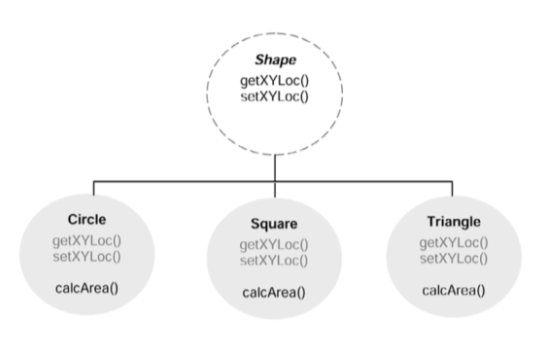 Shape
getXYLoc()
setXYLoc()
Circle
getXYLoc()
setXYLoc()
calcArea()
Square
getXYLoc()
setXYLoc()
calcArea()
Triangle
getXYLoc()
setXYLoc()
calcArea()